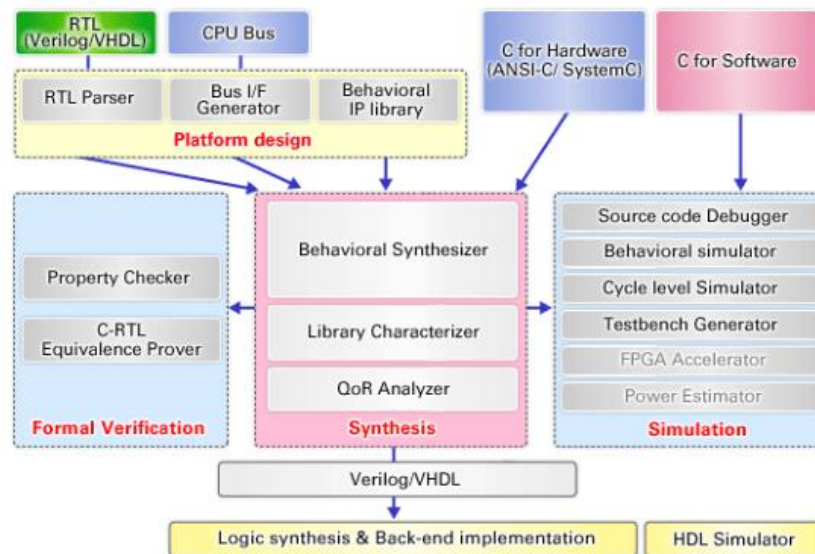 RTL
(Verilog/VHDL)
CPU Bus
C for Hardware
(ANSI-C/ SystemC)
C for Software
RTL Parser
Bus I/F
Generator
Behavioral
IP library
Platform design
Property Checker
C-RTL
Equivalence Prover
Formal Verification
Behavioral Synthesizer
Library Characterizer
QoR Analyzer
Synthesis
Source code Debugger
Behavioral simulator
Cycle level Simulator
Testbench Generator
FPGA Accelerator
Power Estimator
Simulation
Verilog/VHDL
Logic synthesis & Back-end implementation
HDL Simulator